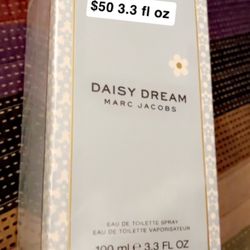 $50 3.3 fl oz
DAISY DREAM
MARC JACOBS
EAU DE TOILETTE SPRAY
EAU DE TOILETTE VAPORISATEUR
100 ml e 3.3 FL OZ